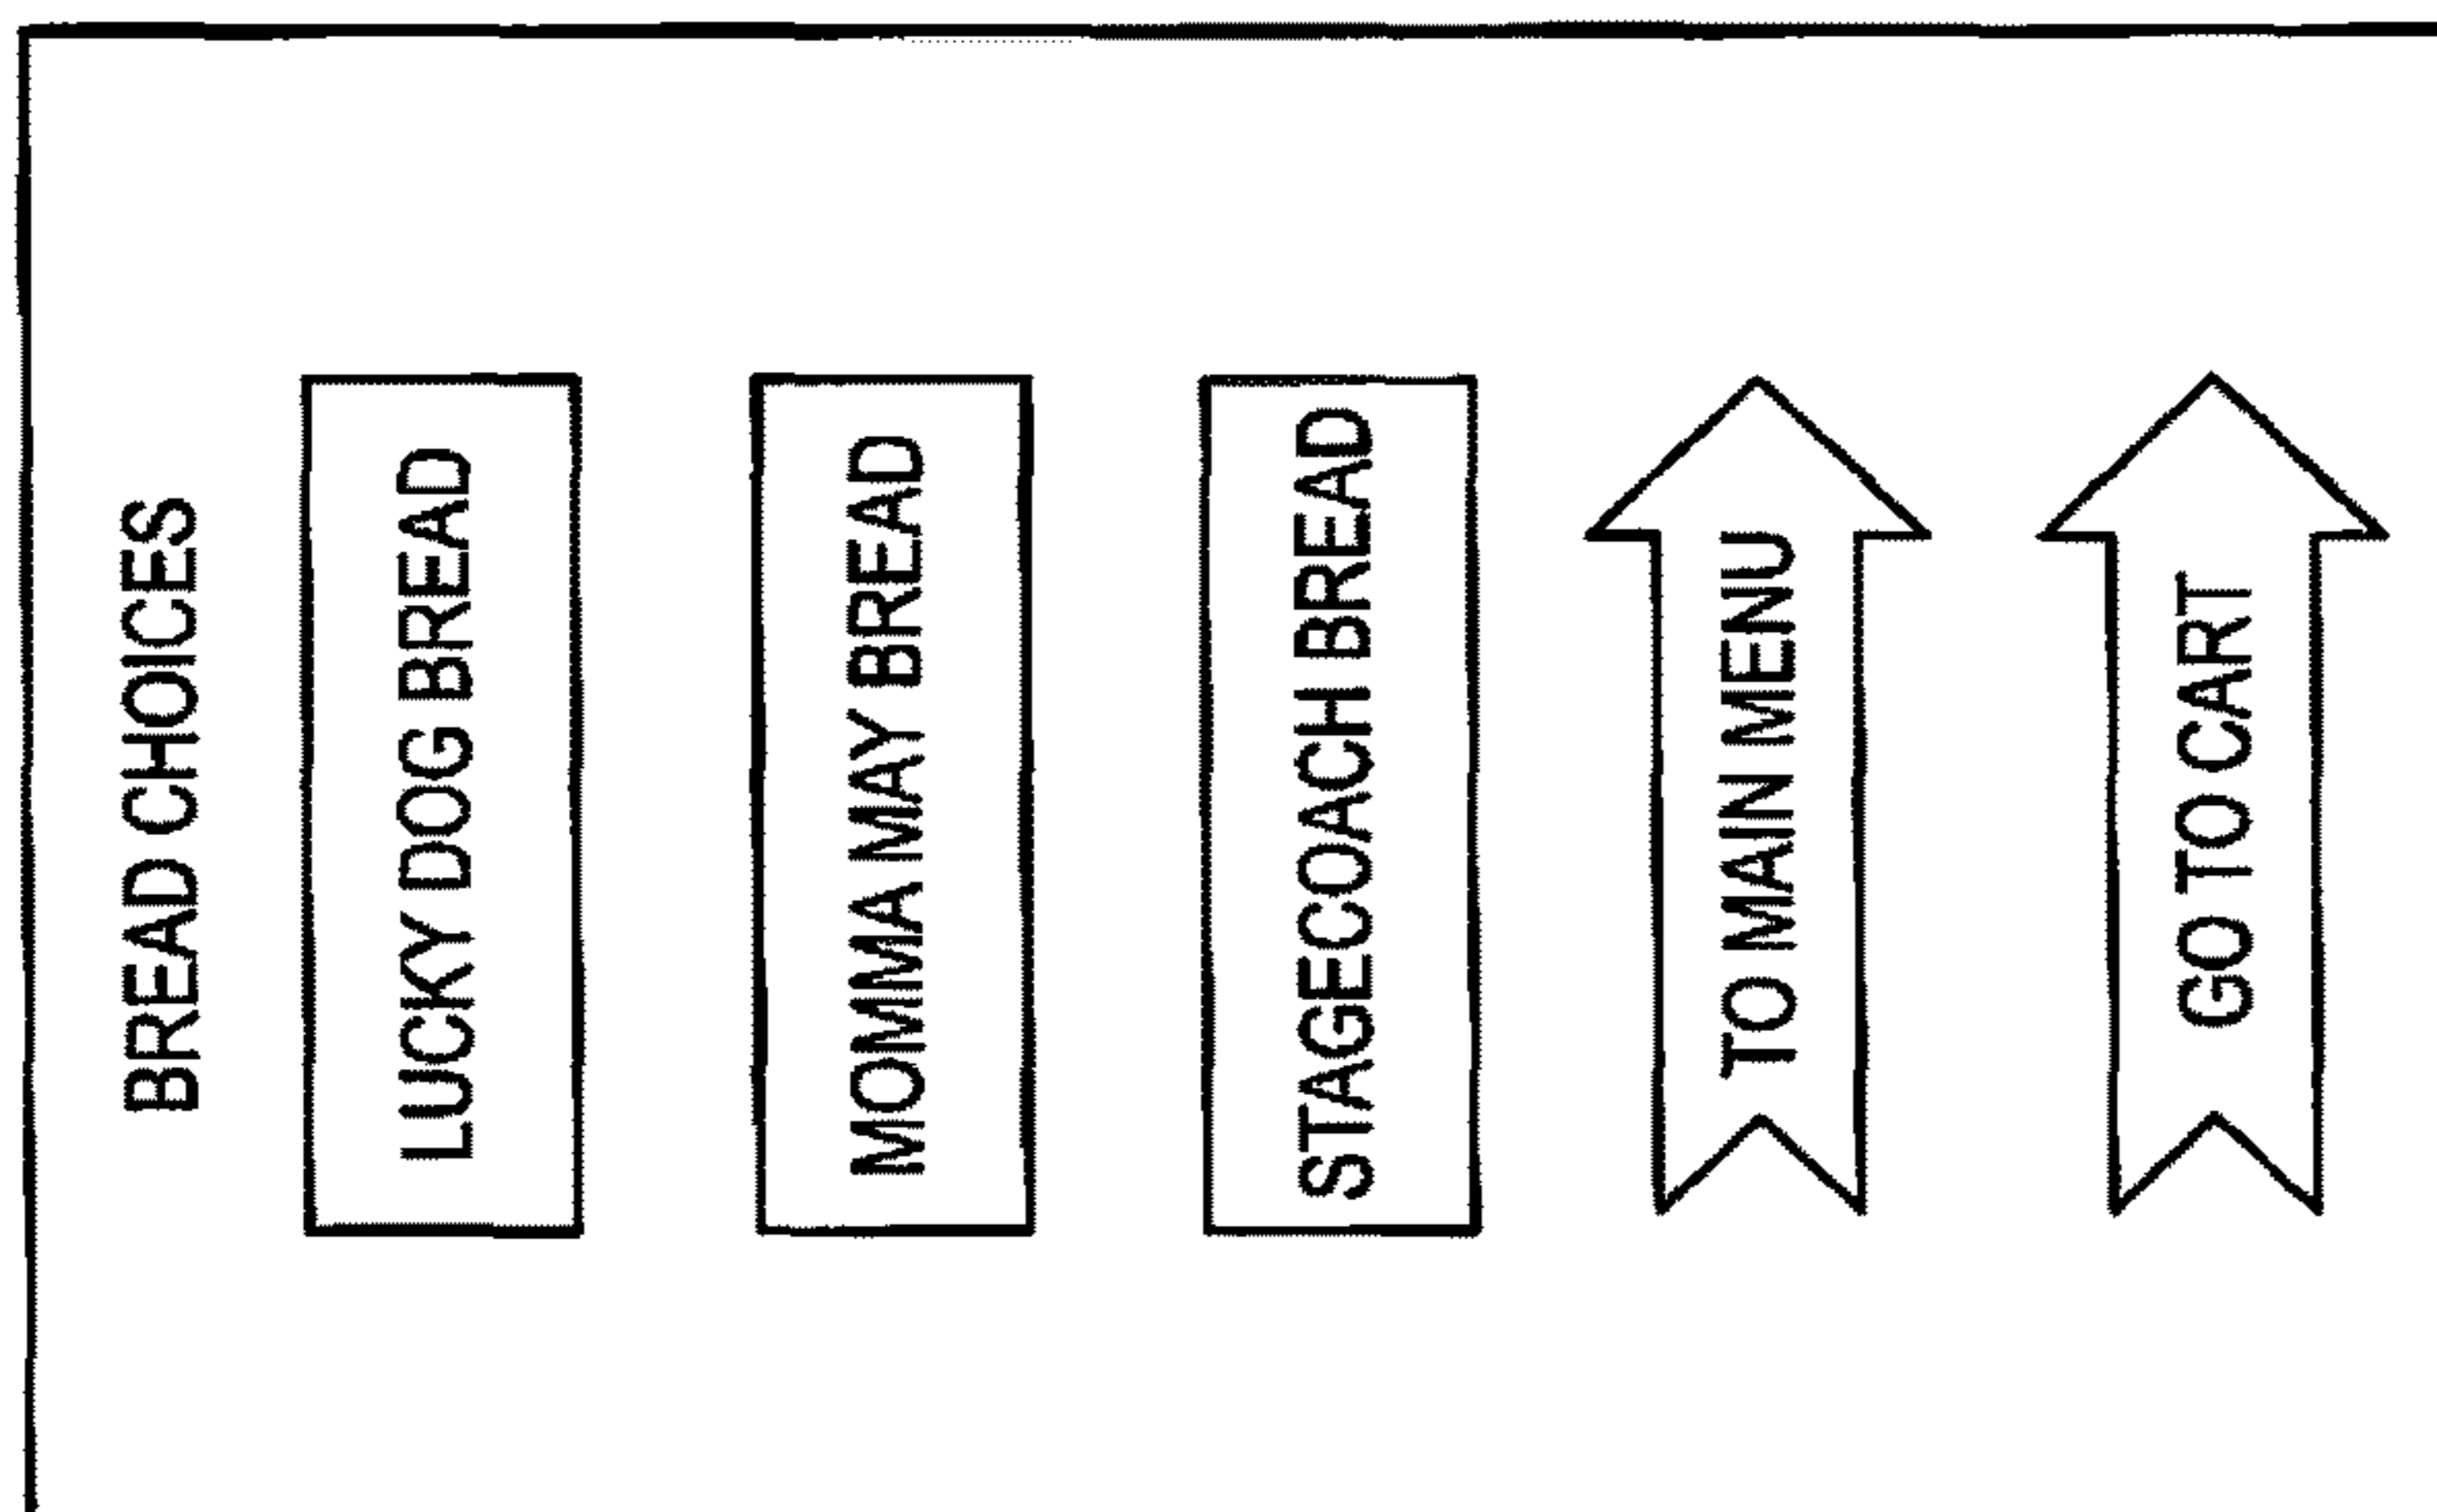 BREAD CHOICES
LUCKY DOG BREAD
MOMMA MAY BREAD
STAGECOACH BREAD
TO MAIN MENU
GO TO CART